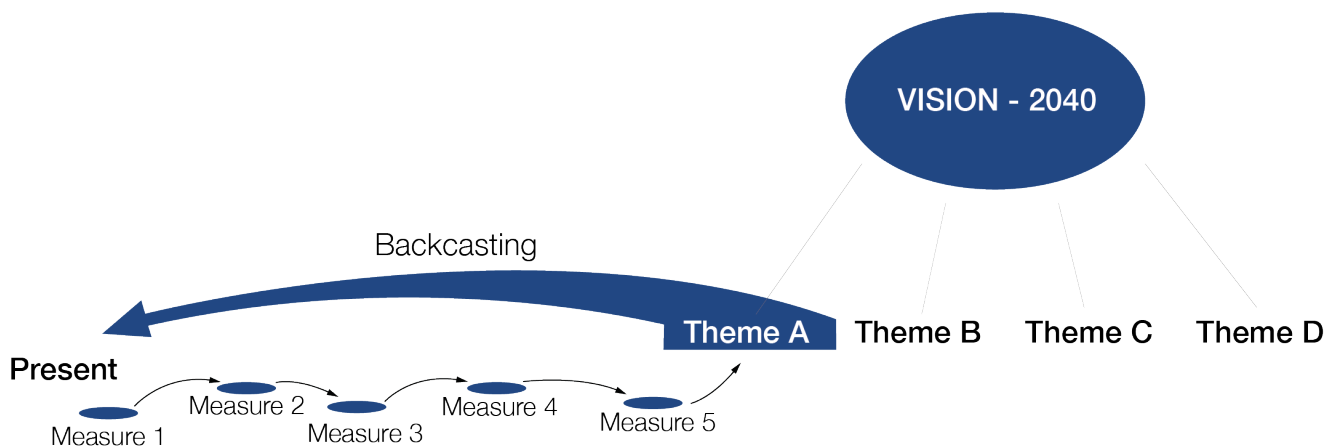 VISION - 2040
Backcasting
Theme A
Theme B
Theme C
Theme D
Present
Measure 1
Measure 2
Measure 3
Measure 4
Measure 5